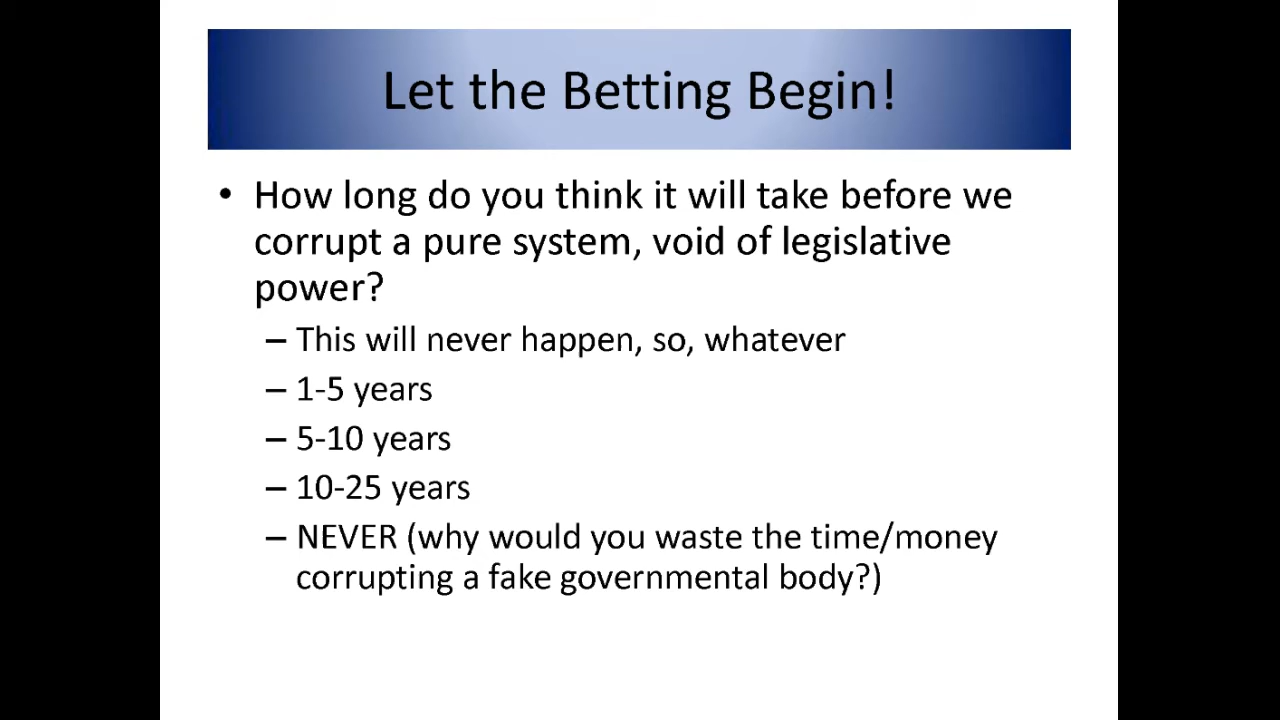 Let the Betting Begin!
• How long do you think it will take before we
corrupt a pure system, void of legislative
power?
– This will never happen, so, whatever
– 1-5 years
– 5-10 years
– 10-25 years
– NEVER (why would you waste the time/money
corrupting a fake governmental body?)